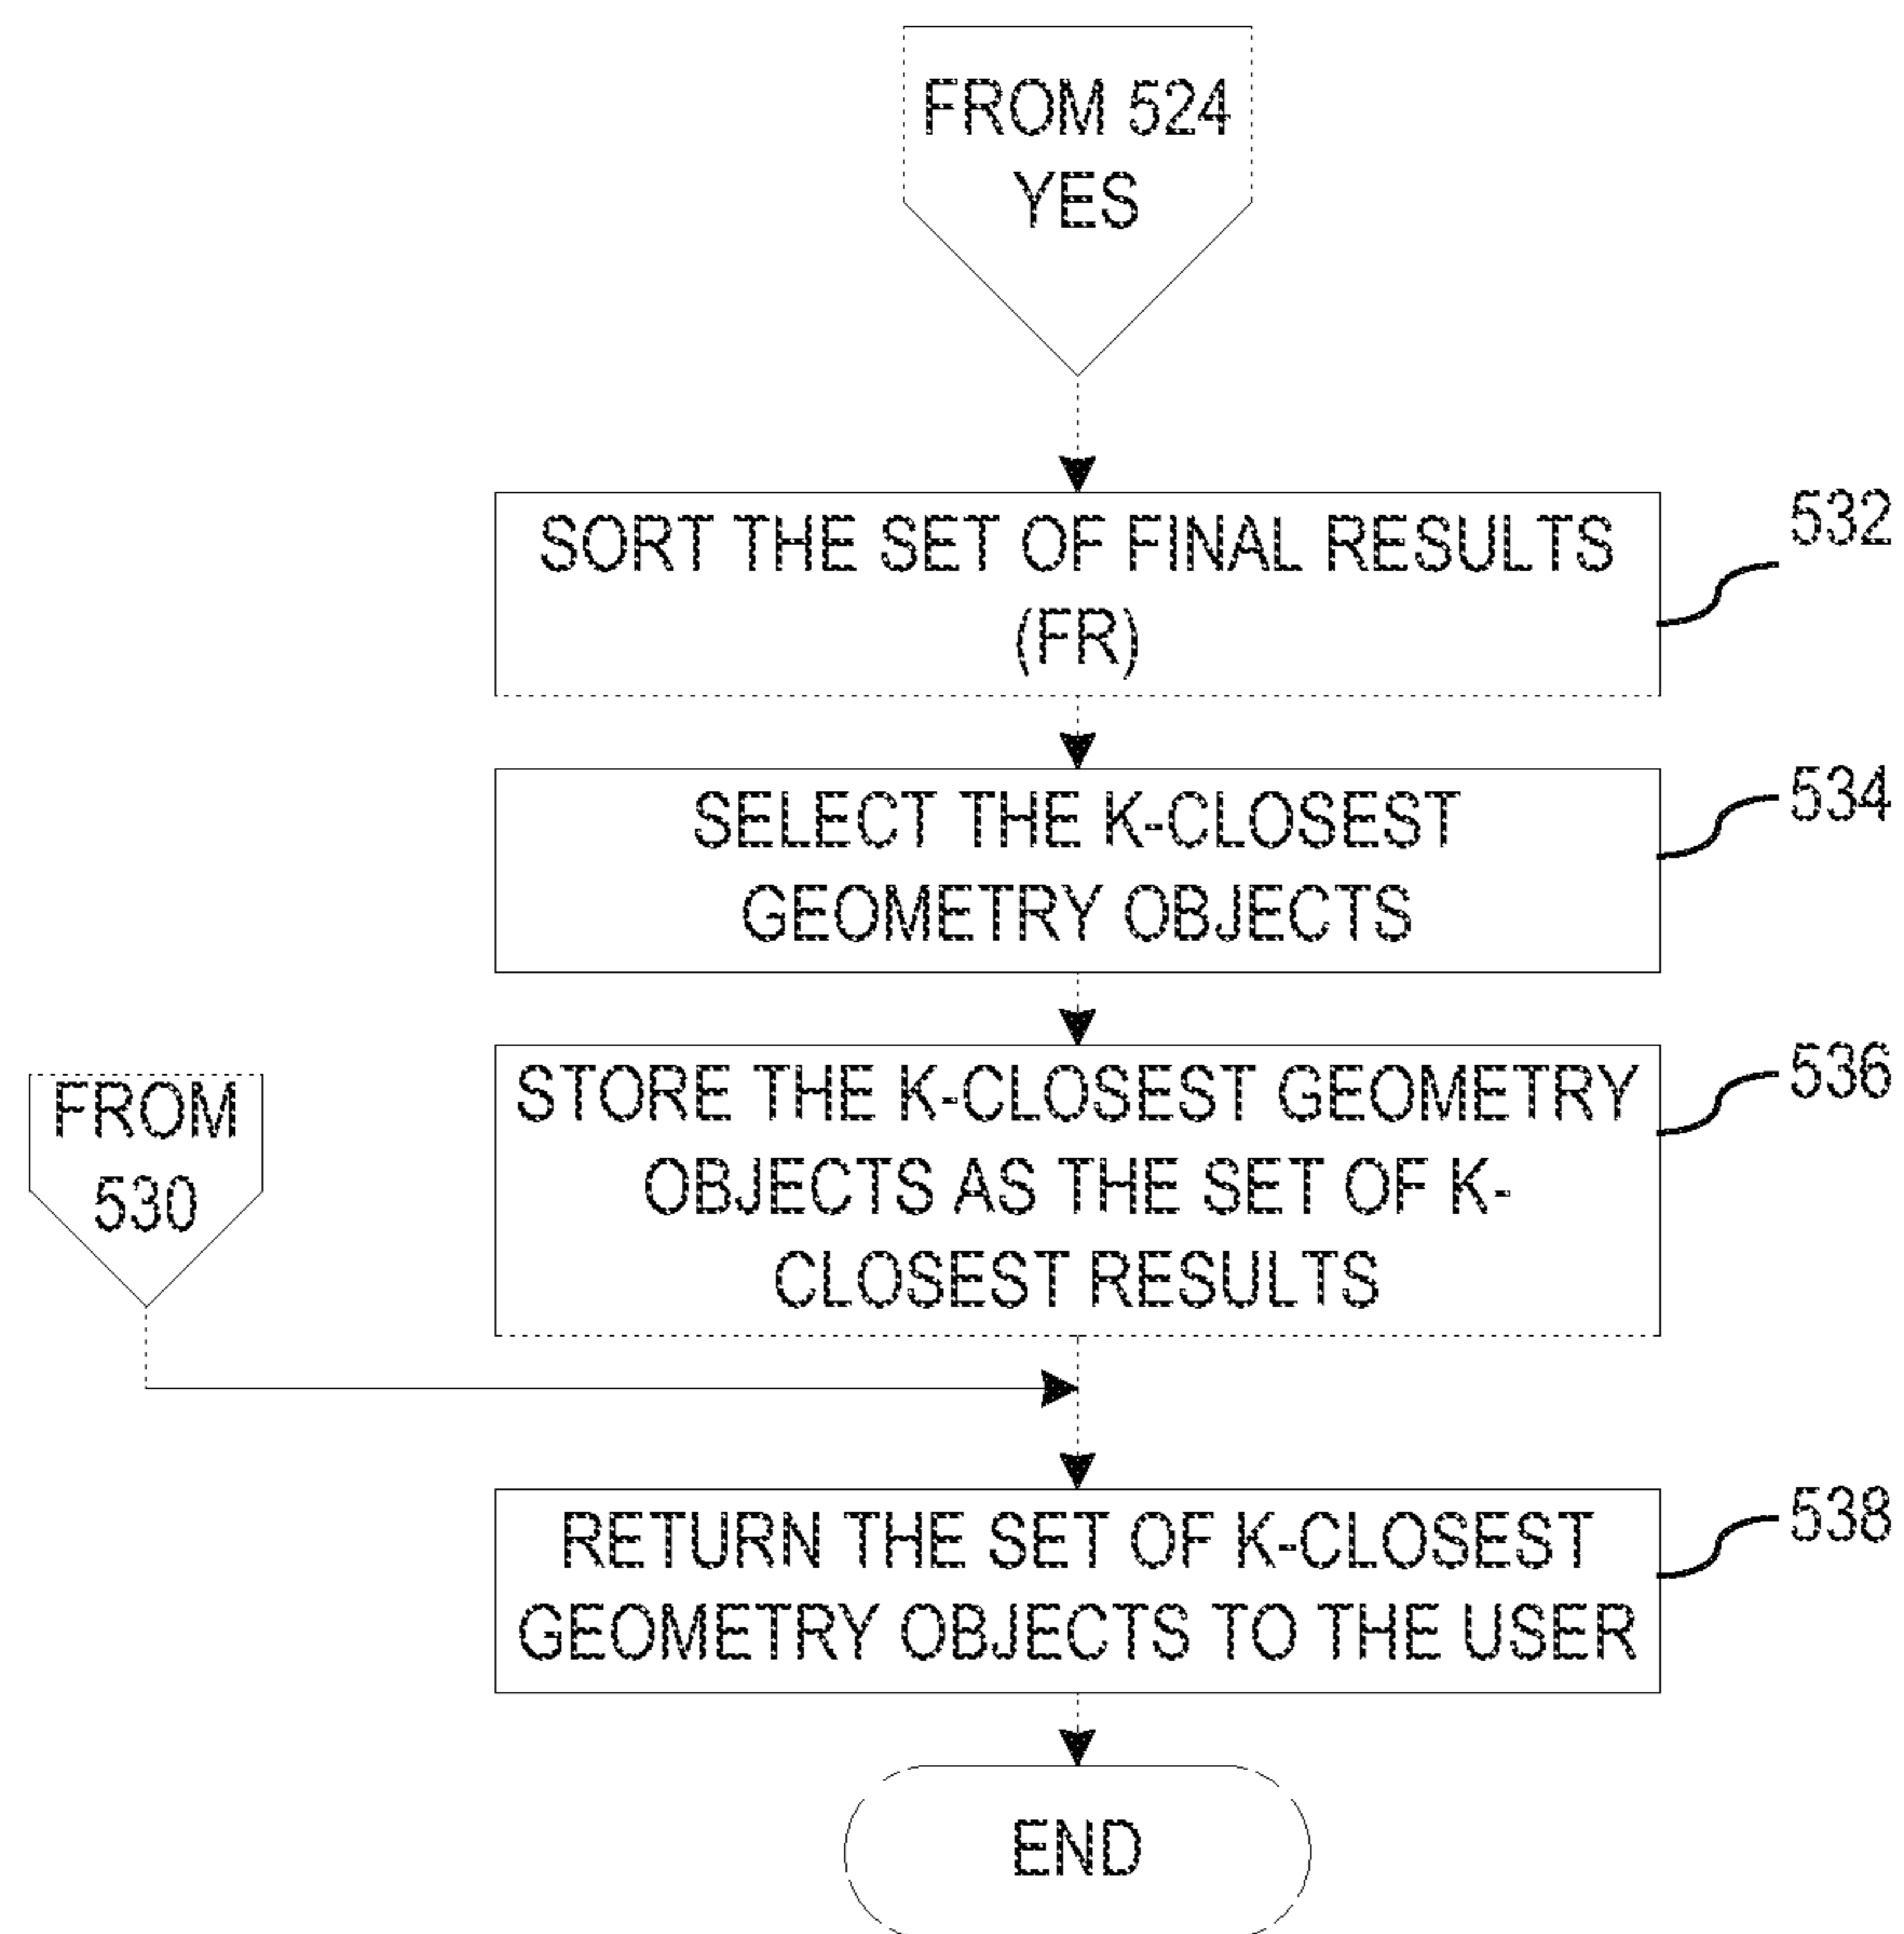 FROM 524
YES
SORT THE SET OF FINAL RESULTS
(FR)
532
SELECT THE K-CLOSEST
GEOMETRY OBJECTS
534
STORE THE K-CLOSEST GEOMETRY
OBJECTS AS THE SET OF K-
CLOSEST RESULTS
536
FROM
530
RETURN THE SET OF K-CLOSEST
GEOMETRY OBJECTS TO THE USER
538
END